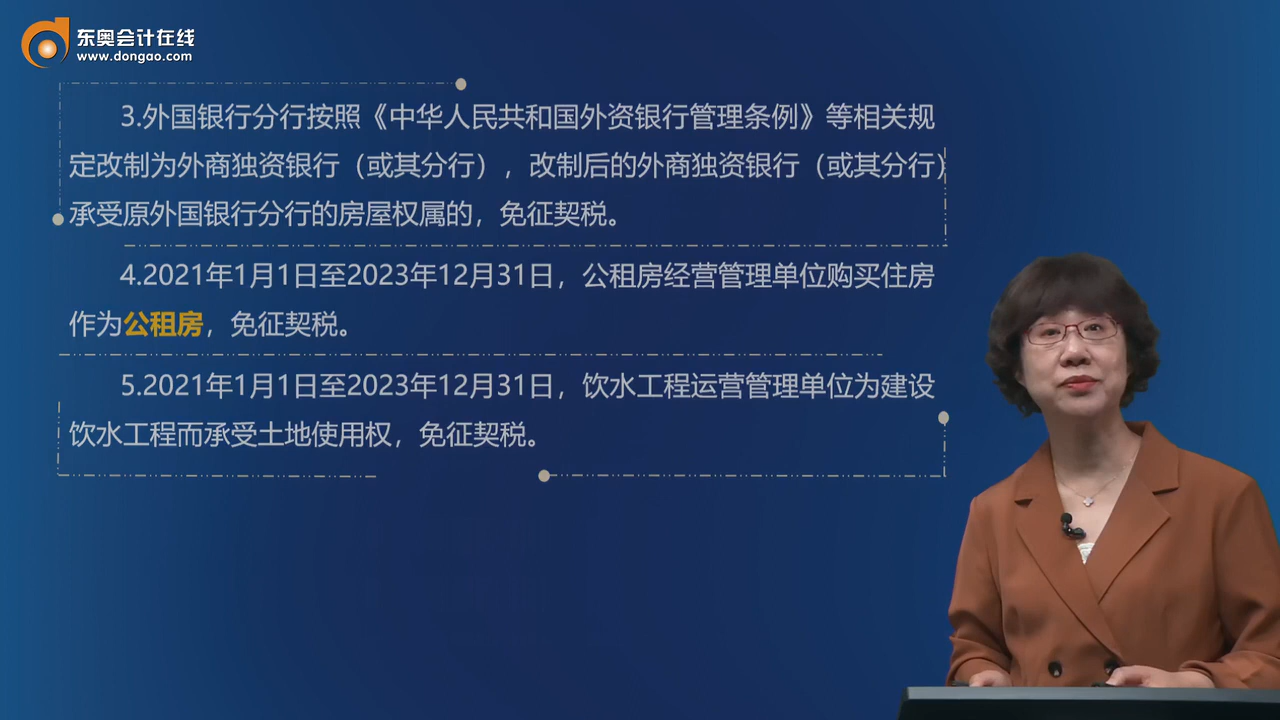 东奥会计在线
www.dongao.com
3.外国银行分行按照《中华人民共和国外资银行管理条例》等相关规
定改制为外商独资银行（或其分行），改制后的外商独资银行（或其分行）
承受原外国银行分行的房屋权属的，免征契税。
4.2021年1月1日至2023年12月31日，公租房经营管理单位购买住房
作为公租房，免征契税。
5.2021年1月1日至2023年12月31日，饮水工程运营管理单位为建设
饮水工程而承受土地使用权，免征契税。